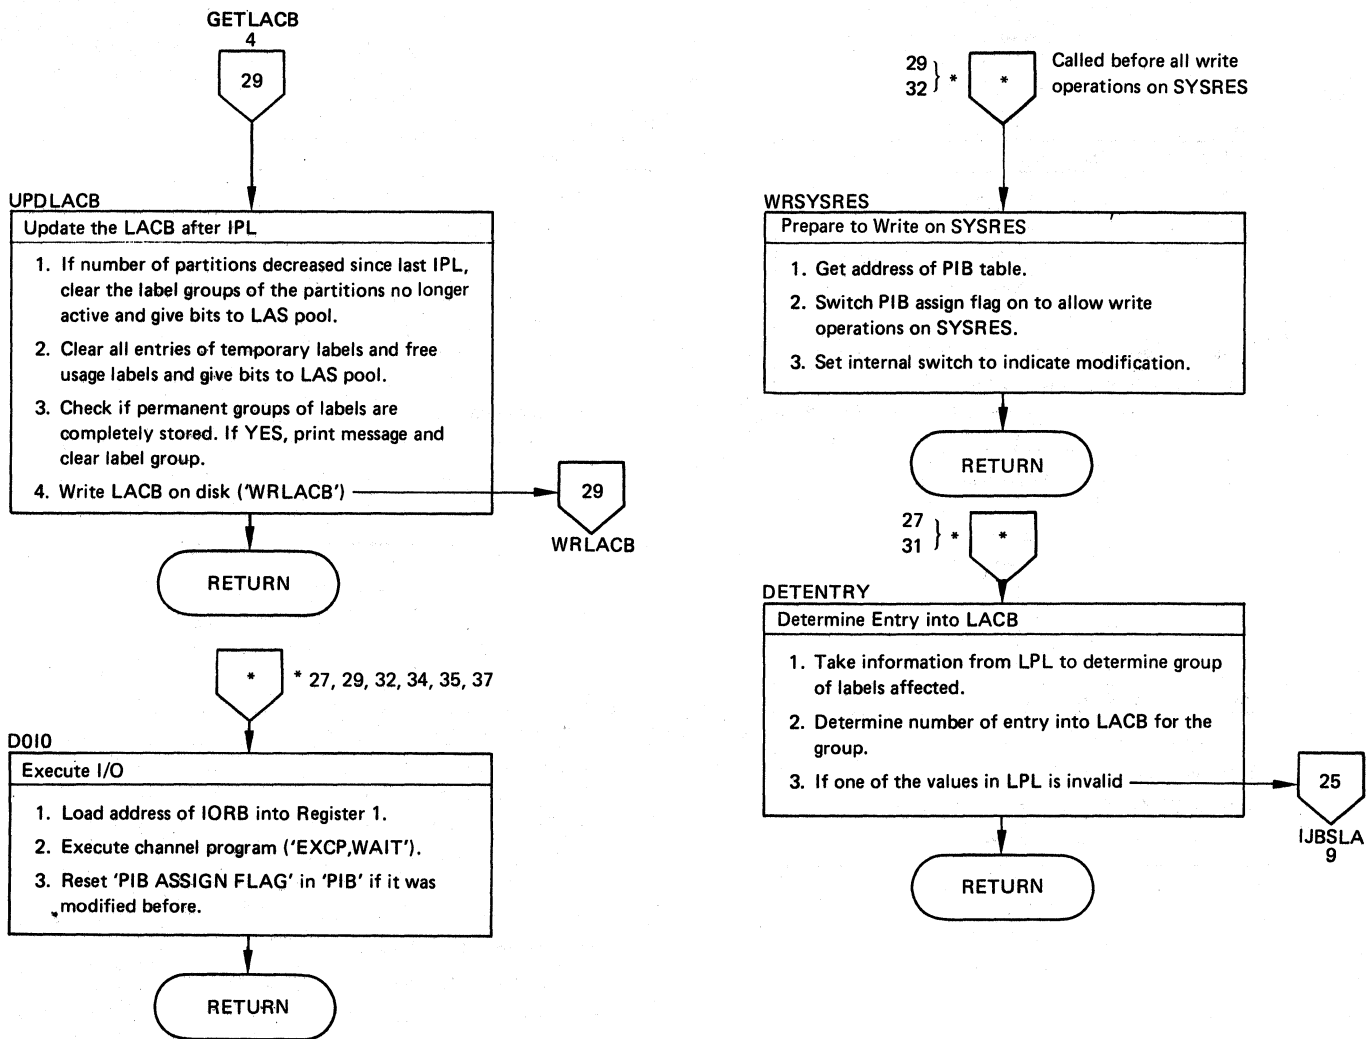 GETLACB
4
29
UPDLACB
Update the LACB after IPL
1. If number of partitions decreased since last IPL,
clear the label groups of the partitions no longer
active and give bits to LAS pool.
2. Clear all entries of temporary labels and free
usage labels and give bits to LAS pool.
3. Check if permanent groups of labels are
completely stored. If YES, print message and
clear label group.
4. Write LACB on disk ('WRLACB')
29
WRLACB
RETURN
*
* 27, 29, 32, 34, 35, 37
DOIO
Execute I/O
1. Load address of IORB into Register 1.
2. Execute channel program ('EXCP,WAIT').
3. Reset 'PIB ASSIGN FLAG' in 'PIB' if it was
modified before.
RETURN
29
32 } *
*
Called before all write
operations on SYSRES
WRSYSRES
Prepare to Write on SYSRES
1. Get address of PIB table.
2. Switch PIB assign flag on to allow write
operations on SYSRES.
3. Set internal switch to indicate modification.
RETURN
27
31 } *
*
DETENTRY
Determine Entry into LACB
1. Take information from LPL to determine group
of labels affected.
2. Determine number of entry into LACB for the
group.
3. If one of the values in LPL is invalid
25
IJBSLA
9
RETURN